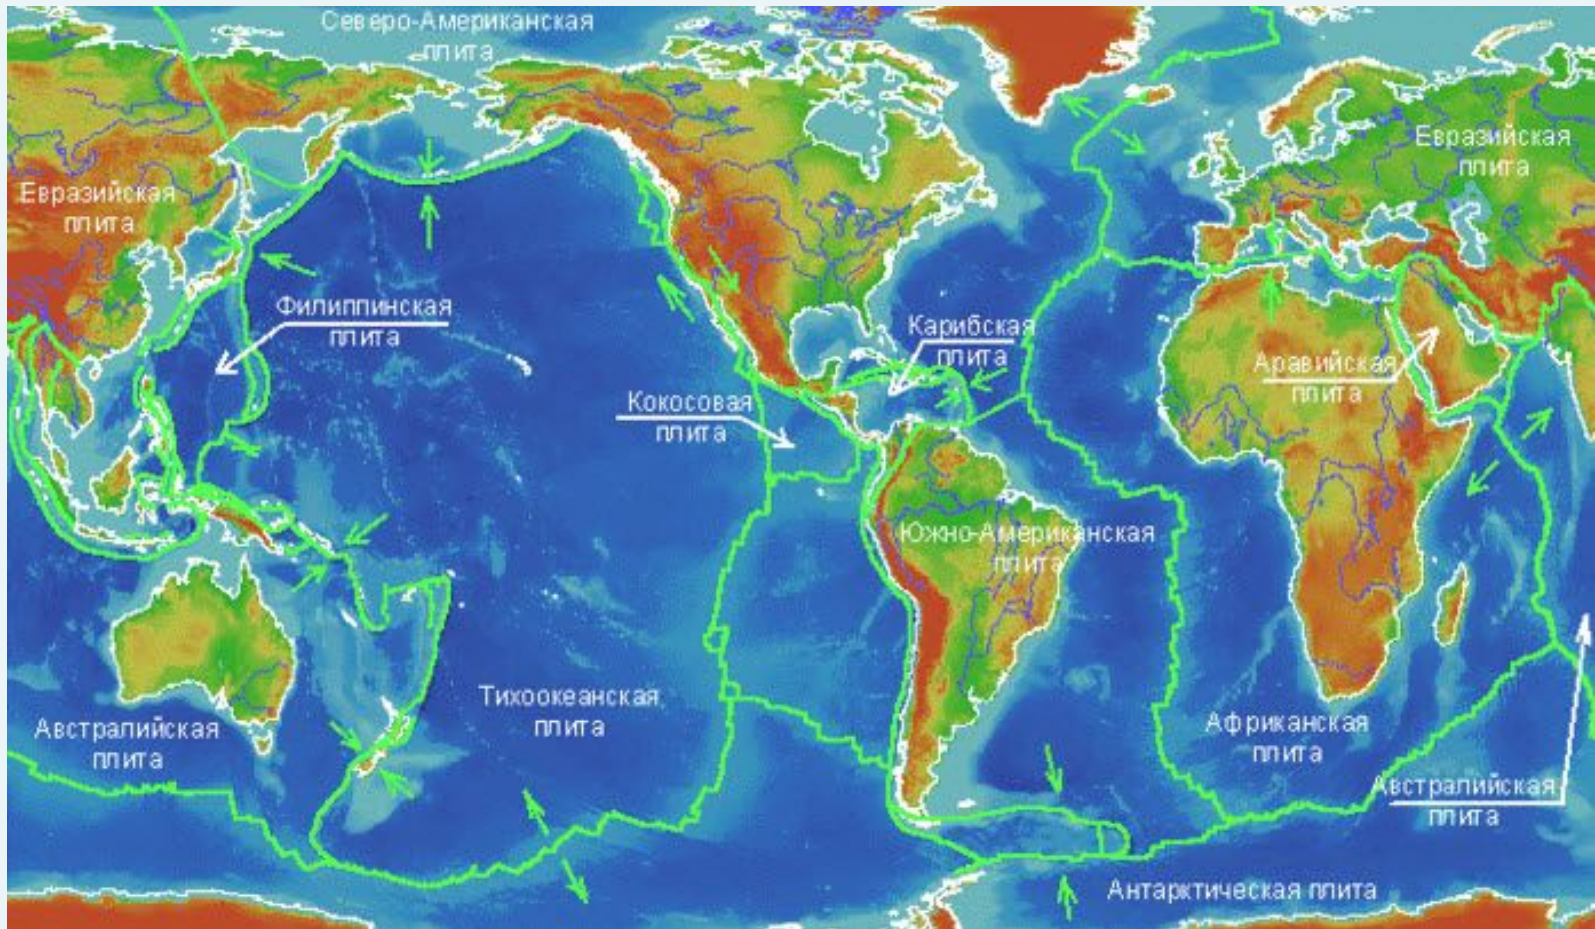 Северо-Американская
плита
Евразийская
плита
Евразийская
плита
Филиппинская
плита
Карибская
плита
Аравийская
плита
Кокосовая
плита
Южно-Американская
плита
Тихоокеанская
плита
Австралийская
плита
Африканская
плита
Австралийская
плита
Антарктическая плита